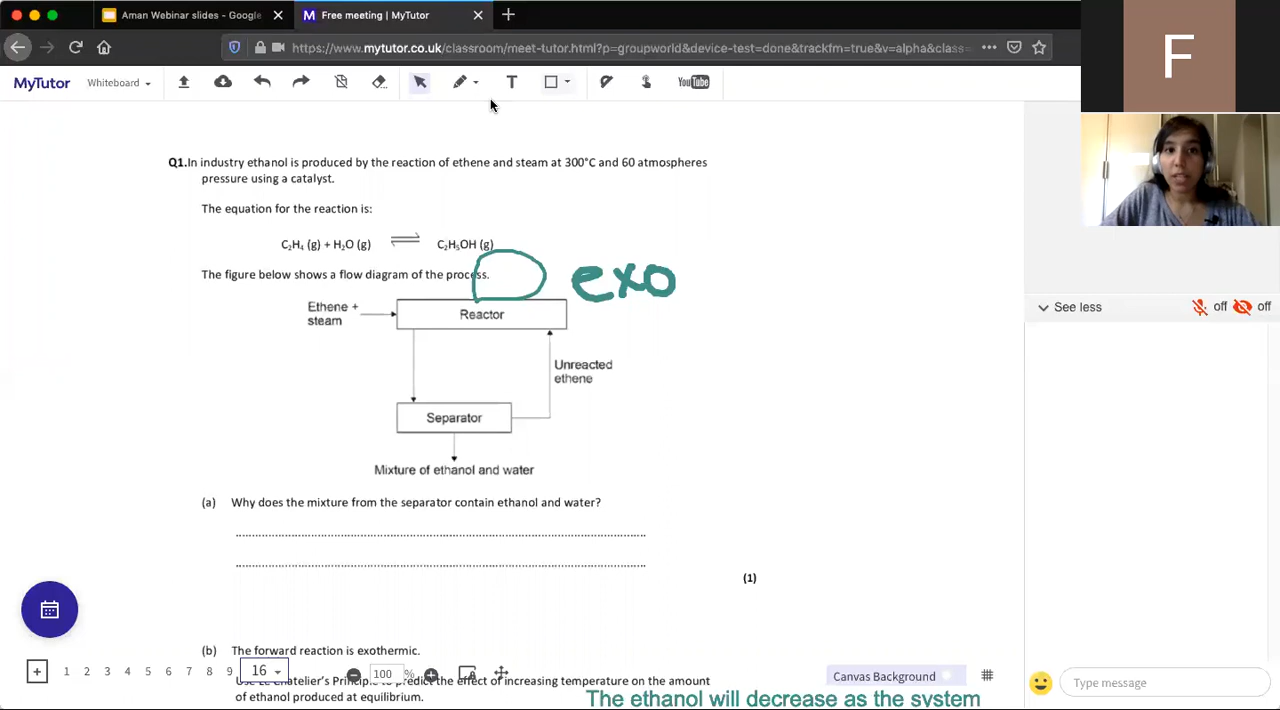 Aman Webinar slides - Google
Free meeting | MyTutor
https://www.mytutor.co.uk/classroom/meet-tutor.html?p=groupworld&device-test=done&trackfm=true&v=alpha&class=
F
MyTutor
Whiteboard
T
YouTube
Q1.In industry ethanol is produced by the reaction of ethene and steam at 300°C and 60 atmospheres
pressure using a catalyst.
The equation for the reaction is:
C₂H₄ (g) + H₂O (g) ⇌ C₂H₅OH (g)
The figure below shows a flow diagram of the process.
exo
Ethene +
steam
Reactor
Unreacted
ethene
Separator
Mixture of ethanol and water
(a) Why does the mixture from the separator contain ethanol and water?
(1)
(b) The forward reaction is exothermic.
Use Le Chatelier's Principle to predict the effect of increasing temperature on the amount
of ethanol produced at equilibrium.
The ethanol will decrease as the system
See less
off
off
+ 1 2 3 4 5 6 7 8 9 16
100 %
Canvas Background
Type message